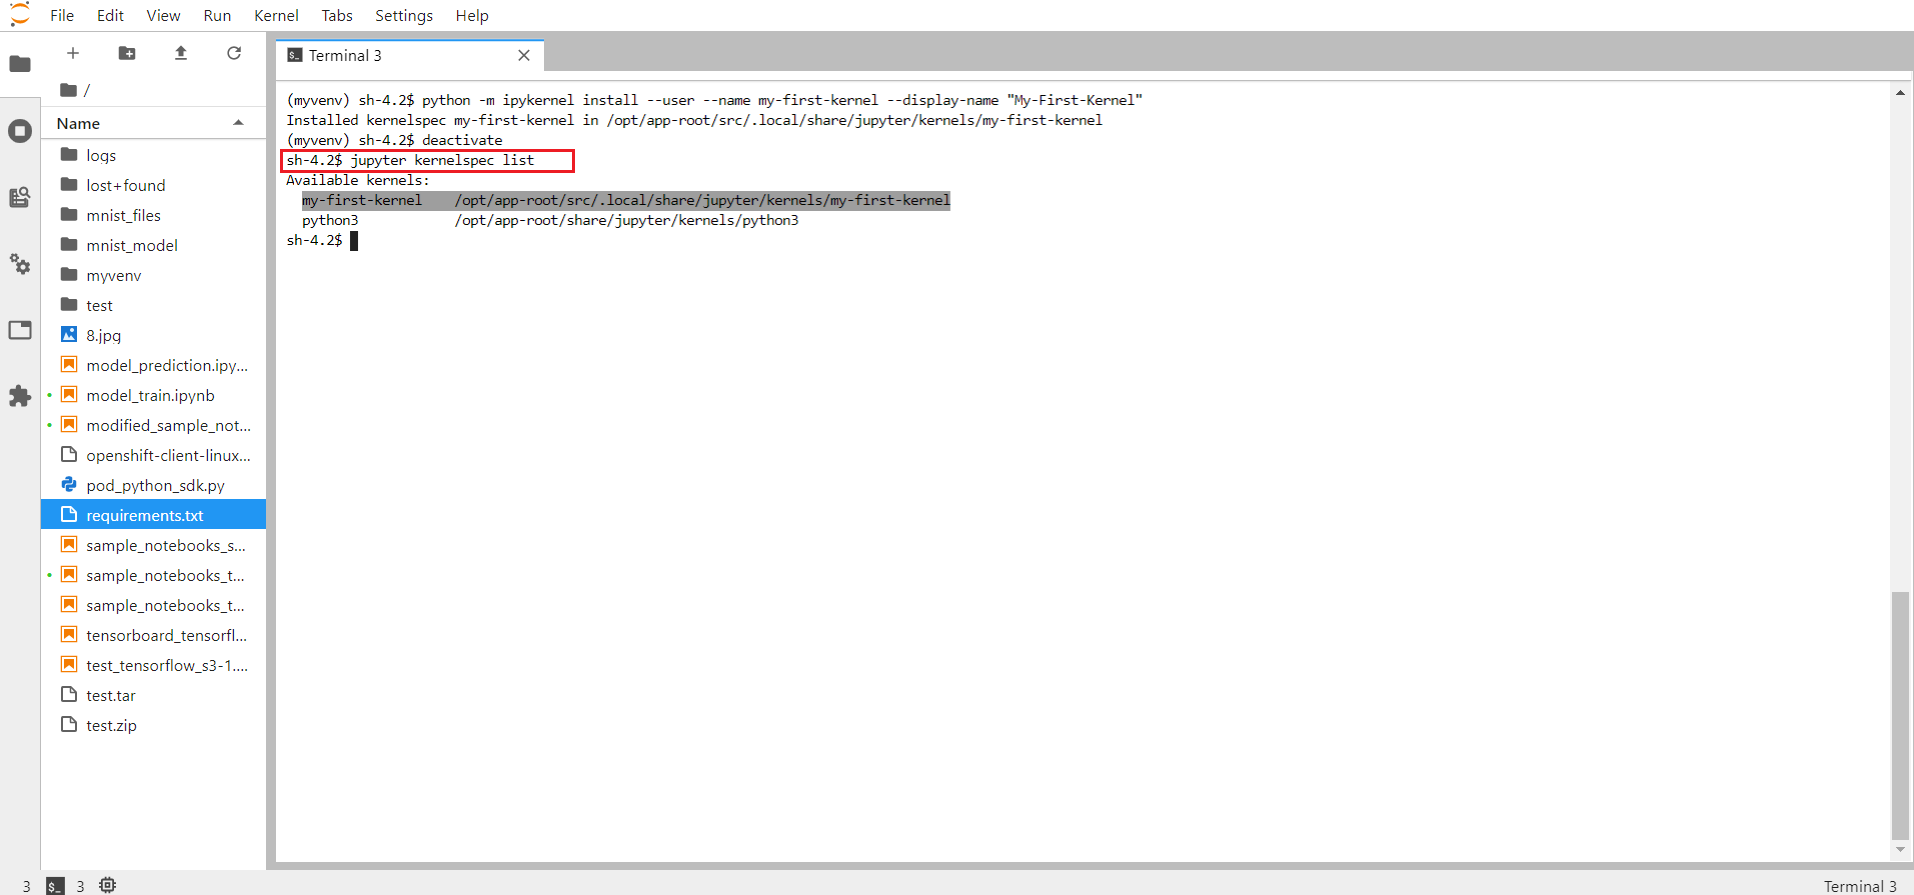 File Edit View Run Kernel Tabs Settings Help
Terminal 3
/
Name
logs
lost+found
mnist_files
mnist_model
myvenv
test
8.jpg
model_prediction.ipy...
model_train.ipynb
modified_sample_not...
openshift-client-linux...
pod_python_sdk.py
requirements.txt
sample_notebooks_s...
sample_notebooks_t...
sample_notebooks_t...
tensorboard_tensorfl...
test_tensorflow_s3-1....
test.tar
test.zip
(myvenv) sh-4.2$ python -m ipykernel install --user --name my-first-kernel --display-name "My-First-Kernel"
Installed kernelspec my-first-kernel in /opt/app-root/src/.local/share/jupyter/kernels/my-first-kernel
(myvenv) sh-4.2$ deactivate
sh-4.2$ jupyter kernelspec list
Available kernels:
my-first-kernel /opt/app-root/src/.local/share/jupyter/kernels/my-first-kernel
python3 /opt/app-root/share/jupyter/kernels/python3
sh-4.2$
3 $_ 3
Terminal 3